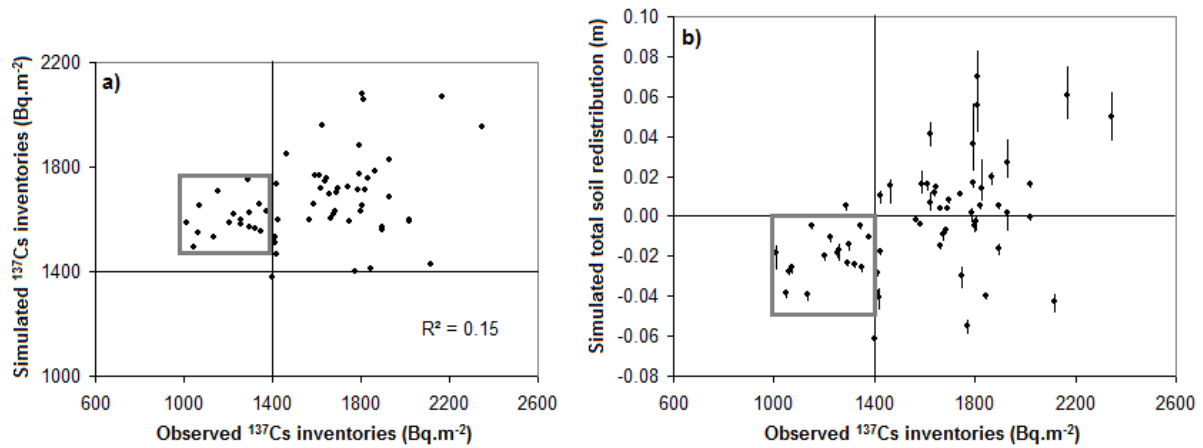 a)
Simulated ¹³⁷Cs inventories (Bq.m⁻²)
2200
1800
1400
1000
R² = 0.15
600 1000 1400 1800 2200 2600
Observed ¹³⁷Cs inventories (Bq.m⁻²)
b)
Simulated total soil redistribution (m)
0.10
0.08
0.06
0.04
0.02
0.00
-0.02
-0.04
-0.06
-0.08
600 1000 1400 1800 2200 2600
Observed ¹³⁷Cs inventories (Bq.m⁻²)